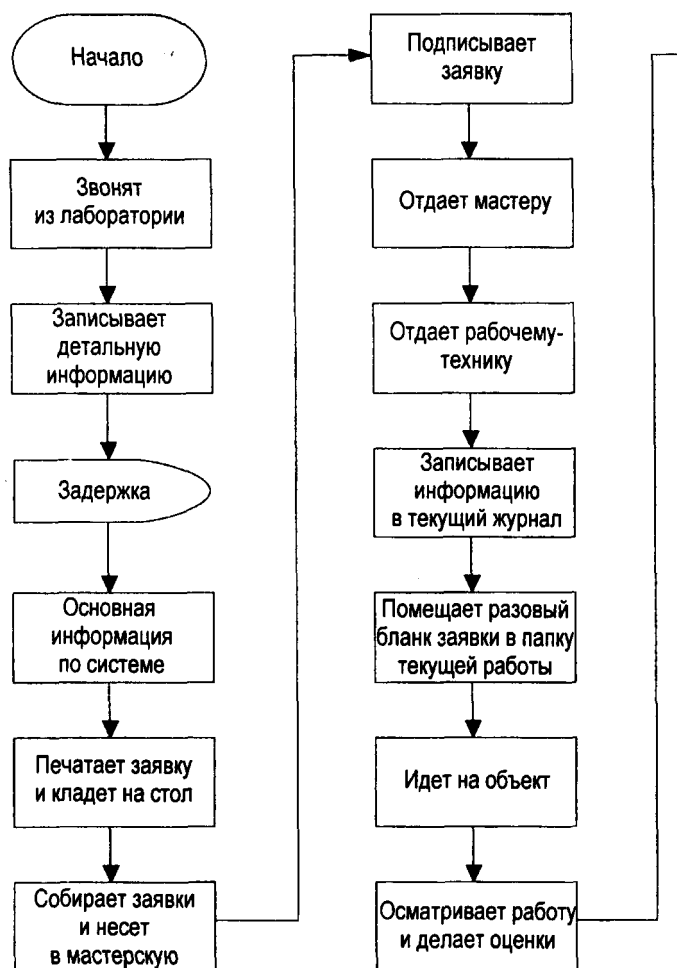 Начало
Звонят
из лаборатории
Записывает
детальную
информацию
Задержка
Основная
информация
по системе
Печатает заявку
и кладет на стол
Собирает заявки
и несет
в мастерскую
Подписывает
заявку
Отдает мастеру
Отдает рабочему-
технику
Записывает
информацию
в текущий журнал
Помещает разовый
бланк заявки в папку
текущей работы
Идет на объект
Осматривает работу
и делает оценки